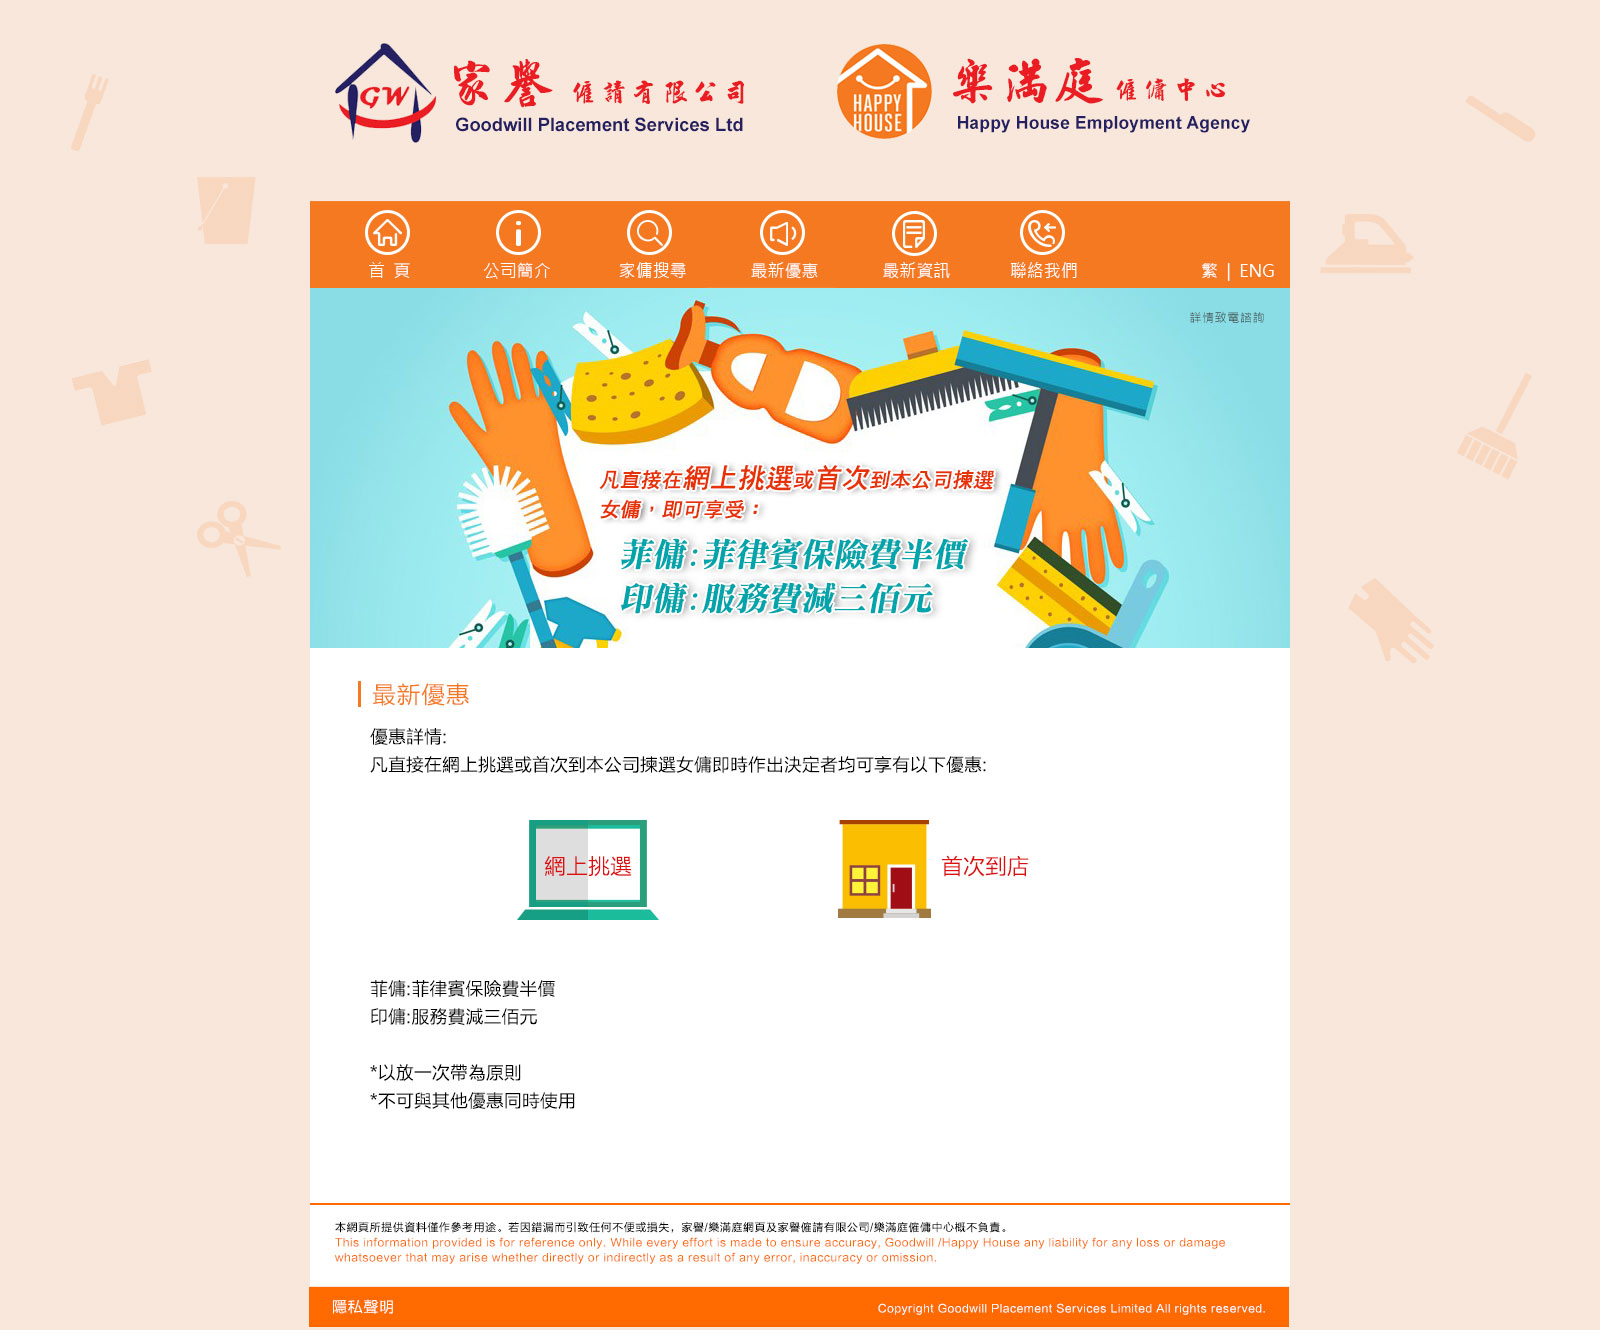 GW
家譽 僱請有限公司
Goodwill Placement Services Ltd
HAPPY
HOUSE
樂滿庭 僱傭中心
Happy House Employment Agency
首 頁
公司簡介
家傭搜尋
最新優惠
最新資訊
聯絡我們
繁 | ENG
詳情致電諮詢
凡直接在網上挑選或首次到本公司揀選
女傭，即可享受：
菲傭:菲律賓保險費半價
印傭:服務費減三佰元
最新優惠
優惠詳情:
凡直接在網上挑選或首次到本公司揀選女傭即時作出決定者均可享有以下優惠:
網上挑選
首次到店
菲傭:菲律賓保險費半價
印傭:服務費減三佰元
*以放一次帶為原則
*不可與其他優惠同時使用
本網頁所提供資料僅作參考用途。若因錯漏而引致任何不便或損失，家譽/樂滿庭網頁及家譽僱請有限公司/樂滿庭僱傭中心概不負責。
This information provided is for reference only. While every effort is made to ensure accuracy, Goodwill /Happy House any liability for any loss or damage
whatsoever that may arise whether directly or indirectly as a result of any error, inaccuracy or omission.
隱私聲明
Copyright Goodwill Placement Services Limited All rights reserved.